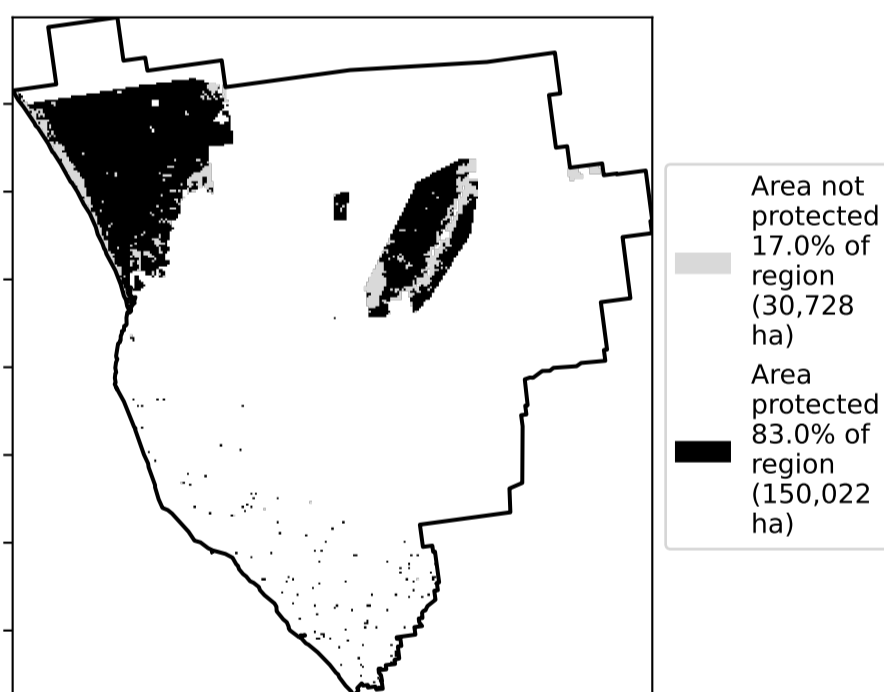 Area not
protected
17.0% of
region
(30,728
ha)
Area
protected
83.0% of
region
(150,022
ha)